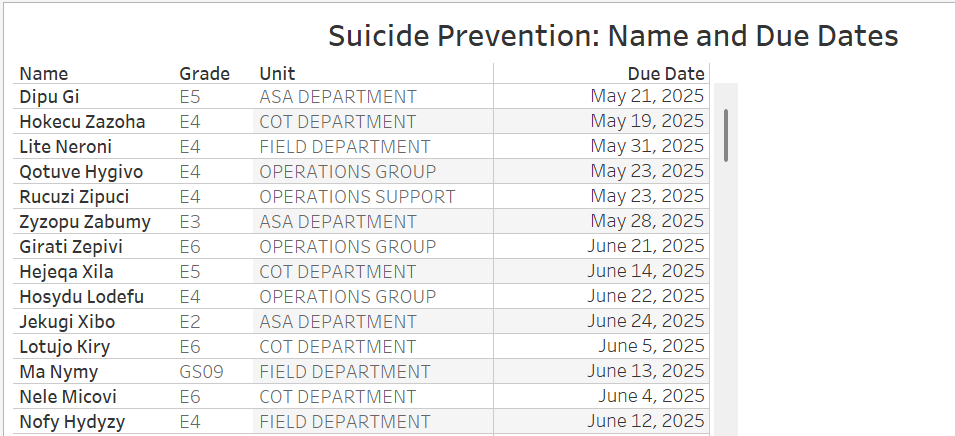 Suicide Prevention: Name and Due Dates
Name Grade Unit Due Date
Dipu Gi E5 ASA DEPARTMENT May 21, 2025
Hokecu Zazoha E4 COT DEPARTMENT May 19, 2025
Lite Neroni E4 FIELD DEPARTMENT May 31, 2025
Qotuve Hygivo E4 OPERATIONS GROUP May 23, 2025
Rucuzi Zipuci E4 OPERATIONS SUPPORT May 23, 2025
Zyzopu Zabumy E3 ASA DEPARTMENT May 28, 2025
Girati Zepivi E6 OPERATIONS GROUP June 21, 2025
Hejeqa Xila E5 COT DEPARTMENT June 14, 2025
Hosydu Lodefu E4 OPERATIONS GROUP June 22, 2025
Jekugi Xibo E2 ASA DEPARTMENT June 24, 2025
Lotujo Kiry E6 COT DEPARTMENT June 5, 2025
Ma Nymy GS09 FIELD DEPARTMENT June 13, 2025
Nele Micovi E6 COT DEPARTMENT June 4, 2025
Nofy Hydyzy E4 FIELD DEPARTMENT June 12, 2025